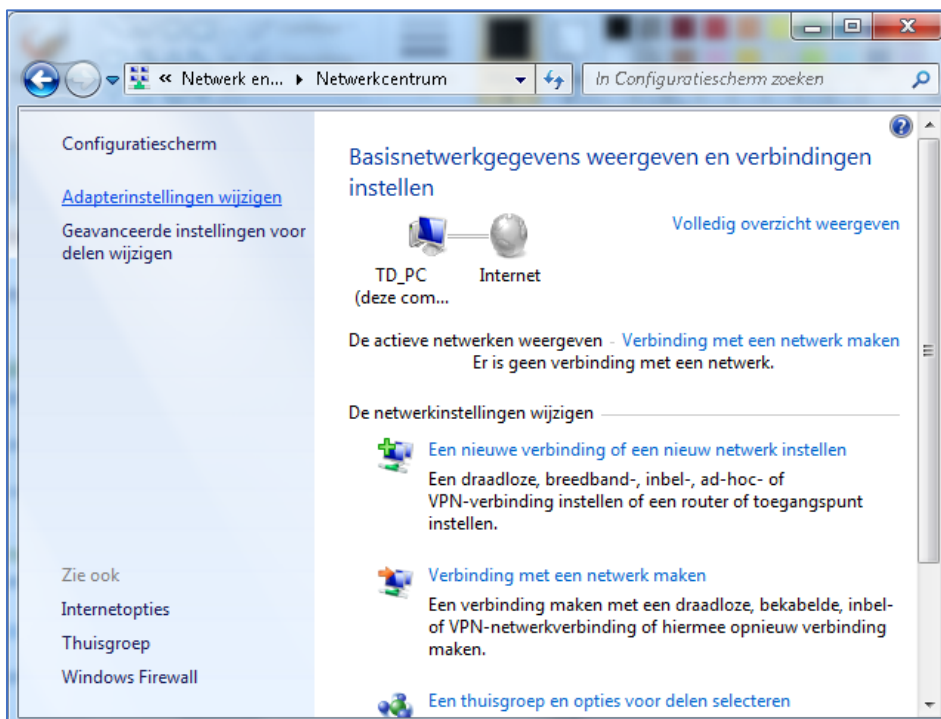 « Netwerk en... ▸ Netwerkcentrum
In Configuratiescherm zoeken
Configuratiescherm
Adapterinstellingen wijzigen
Geavanceerde instellingen voor
delen wijzigen
Zie ook
Internetopties
Thuisgroep
Windows Firewall
Basisnetwerkgegevens weergeven en verbindingen
instellen
Volledig overzicht weergeven
TD_PC
(deze com...
Internet
De actieve netwerken weergeven - Verbinding met een netwerk maken
Er is geen verbinding met een netwerk.
De netwerkinstellingen wijzigen
Een nieuwe verbinding of een nieuw netwerk instellen
Een draadloze, breedband-, inbel-, ad-hoc- of
VPN-verbinding instellen of een router of toegangspunt
instellen.
Verbinding met een netwerk maken
Een verbinding maken met een draadloze, bekabelde, inbel-
of VPN-netwerkverbinding of hiermee opnieuw verbinding
maken.
Een thuisgroep en opties voor delen selecteren